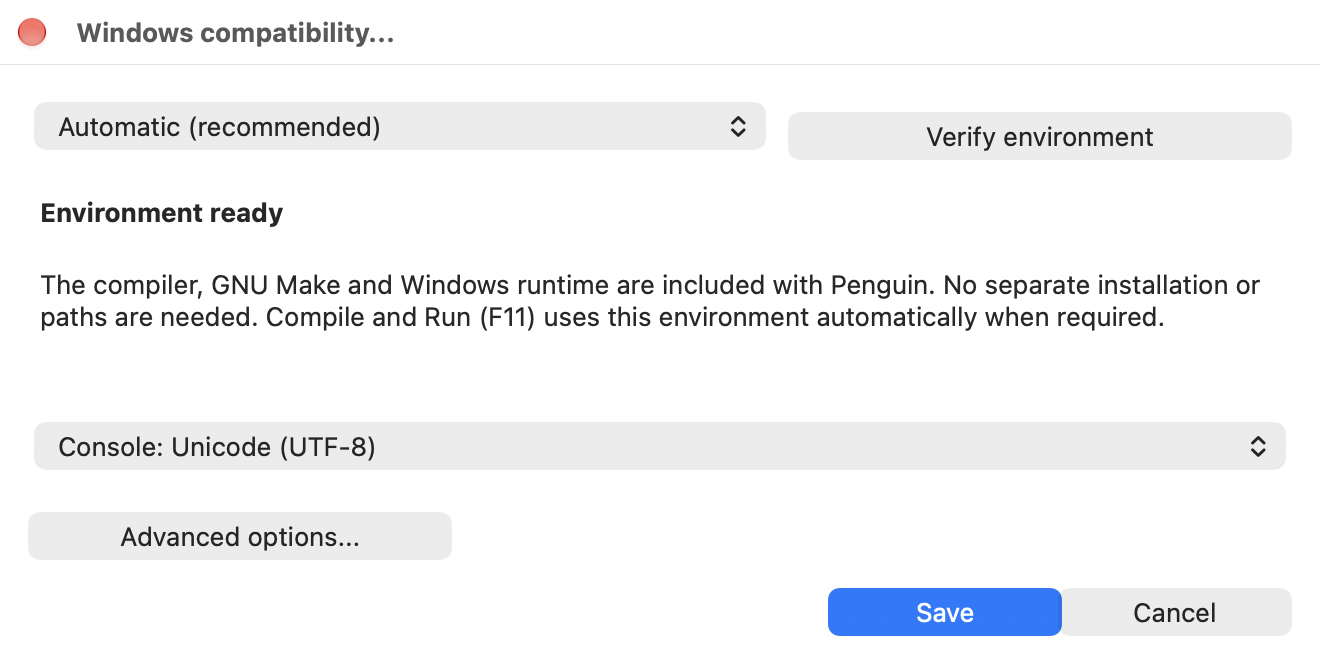 Windows compatibility...
Automatic (recommended)
Verify environment
Environment ready
The compiler, GNU Make and Windows runtime are included with Penguin. No separate installation or
paths are needed. Compile and Run (F11) uses this environment automatically when required.
Console: Unicode (UTF-8)
Advanced options...
Save
Cancel